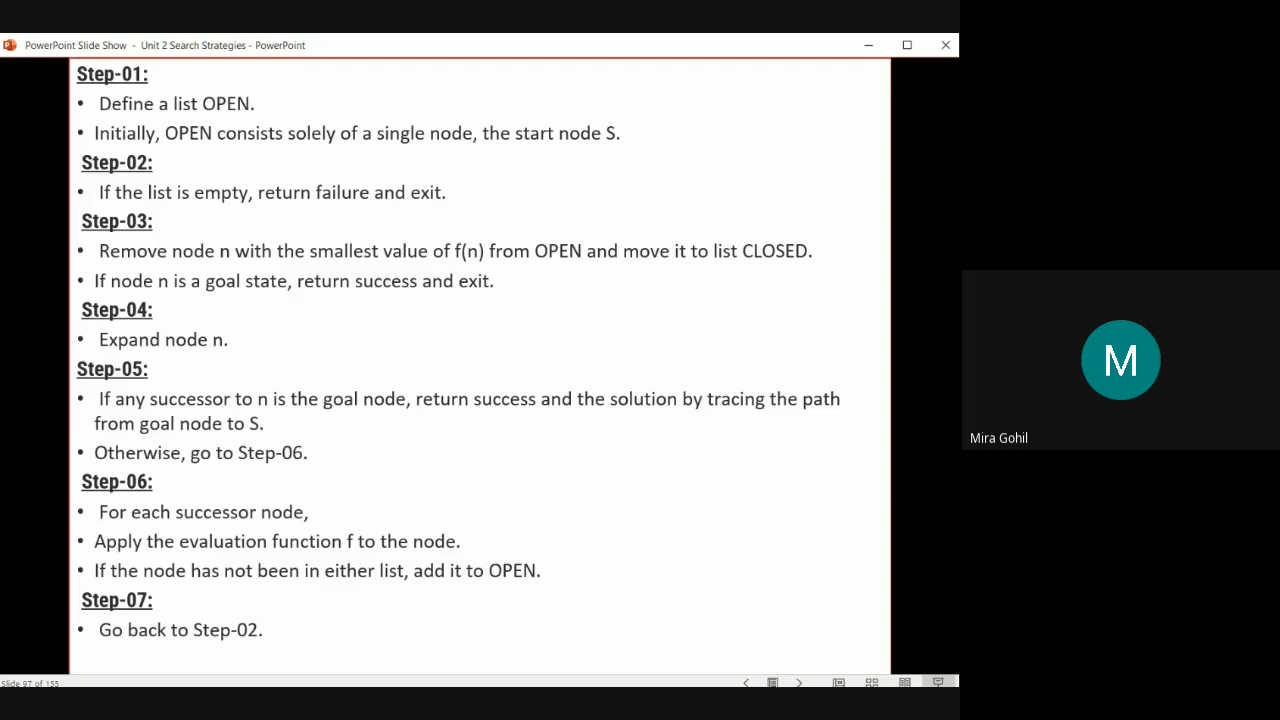 PowerPoint Slide Show - Unit 2 Search Strategies - PowerPoint
Step-01:
• Define a list OPEN.
• Initially, OPEN consists solely of a single node, the start node S.
Step-02:
• If the list is empty, return failure and exit.
Step-03:
• Remove node n with the smallest value of f(n) from OPEN and move it to list CLOSED.
• If node n is a goal state, return success and exit.
Step-04:
• Expand node n.
Step-05:
• If any successor to n is the goal node, return success and the solution by tracing the path
from goal node to S.
• Otherwise, go to Step-06.
Step-06:
• For each successor node,
• Apply the evaluation function f to the node.
• If the node has not been in either list, add it to OPEN.
Step-07:
• Go back to Step-02.
Slide 97 of 155
M
Mira Gohil